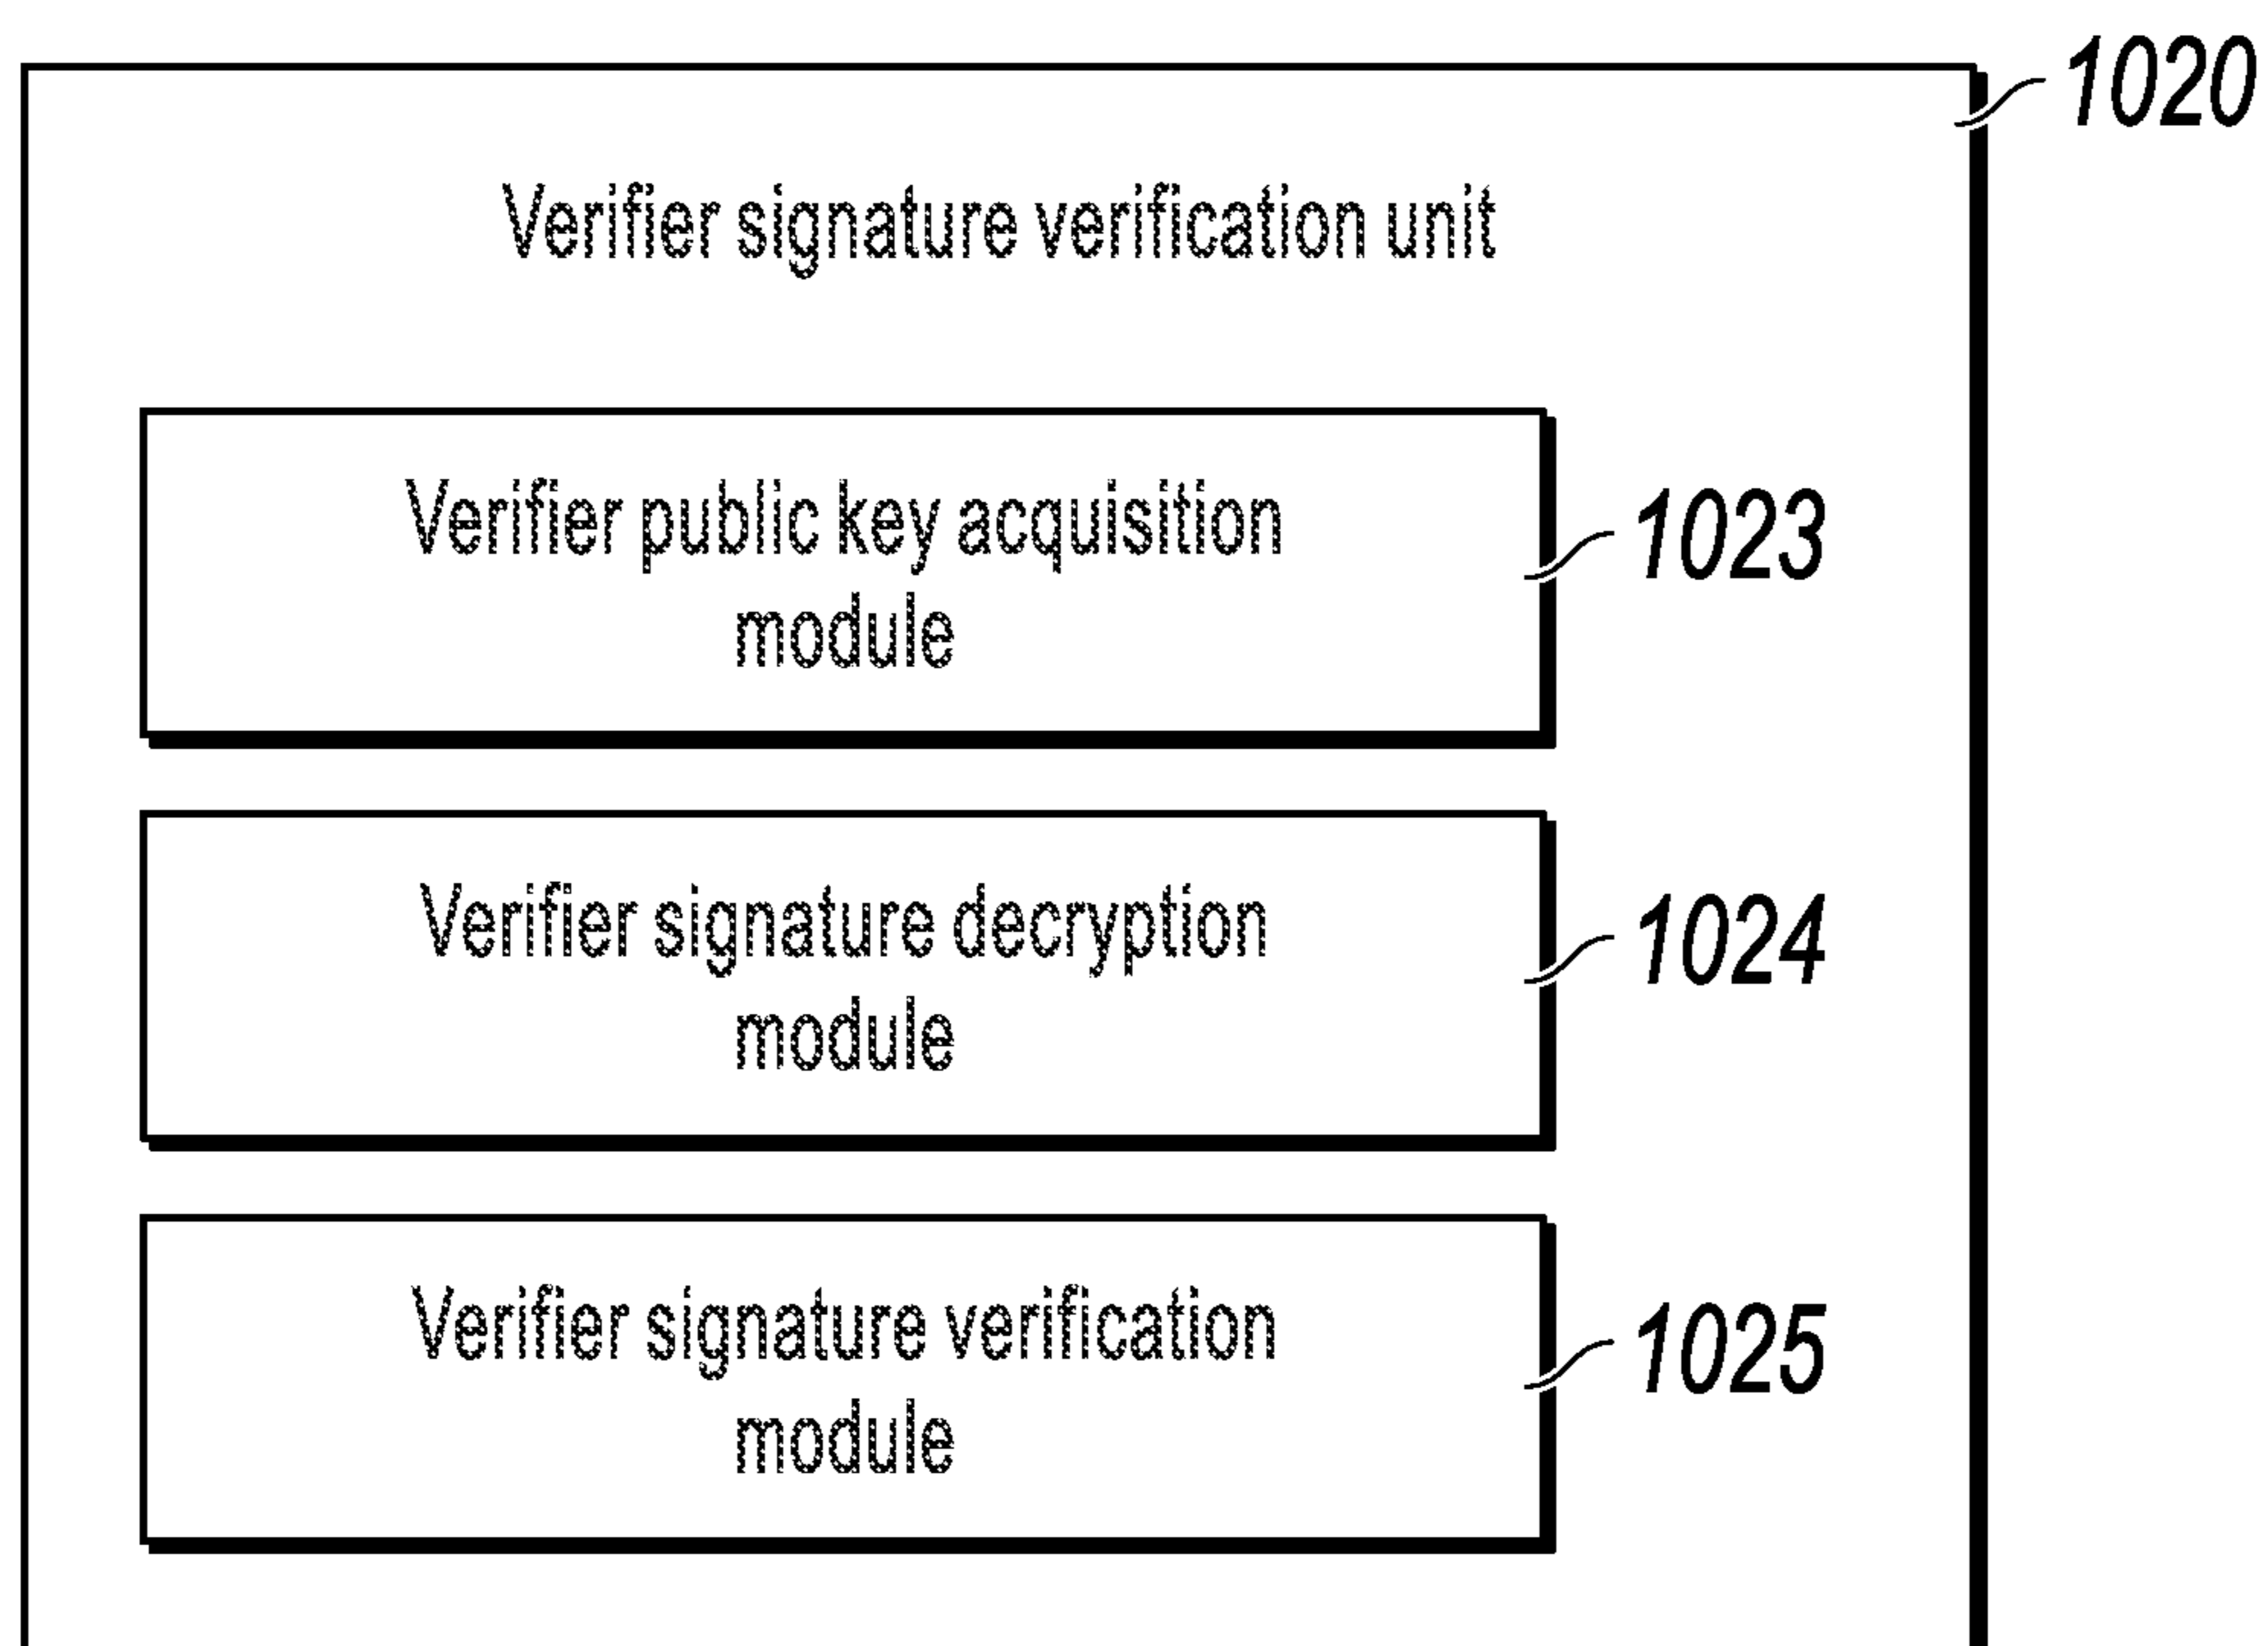 1020
Verifier signature verification unit
Verifier public key acquisition
module
1023
Verifier signature decryption
module
1024
Verifier signature verification
module
1025